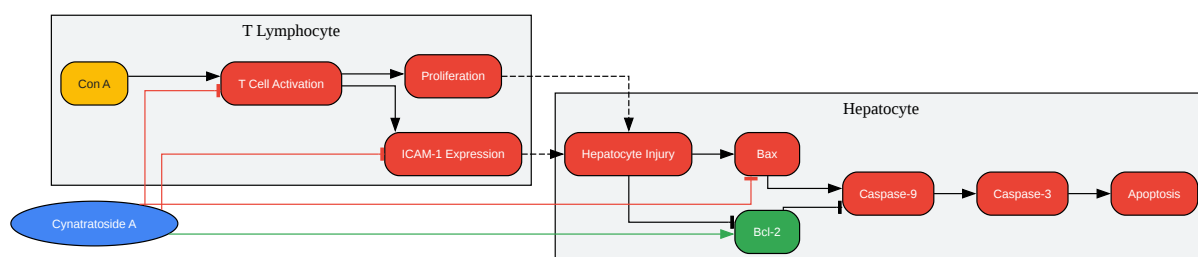 T Lymphocyte
Con A
T Cell Activation
Proliferation
ICAM-1 Expression
Hepatocyte
Hepatocyte Injury
Bax
Caspase-9
Caspase-3
Apoptosis
Cynatratoside A
Bcl-2